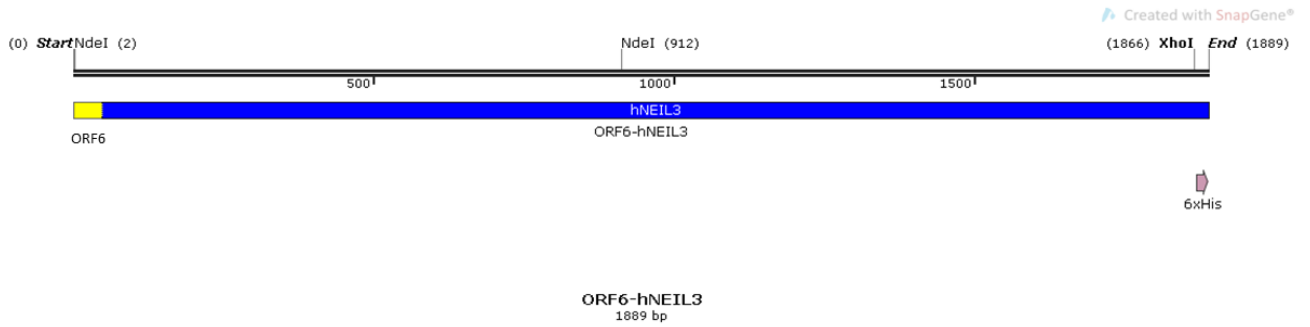 Created with SnapGene®
(0) Start NdeI (2) NdeI (912) (1866) XhoI End (1889)
500 1000 1500
hNEIL3
ORF6 ORF6-hNEIL3
6xHis
ORF6-hNEIL3
1889 bp